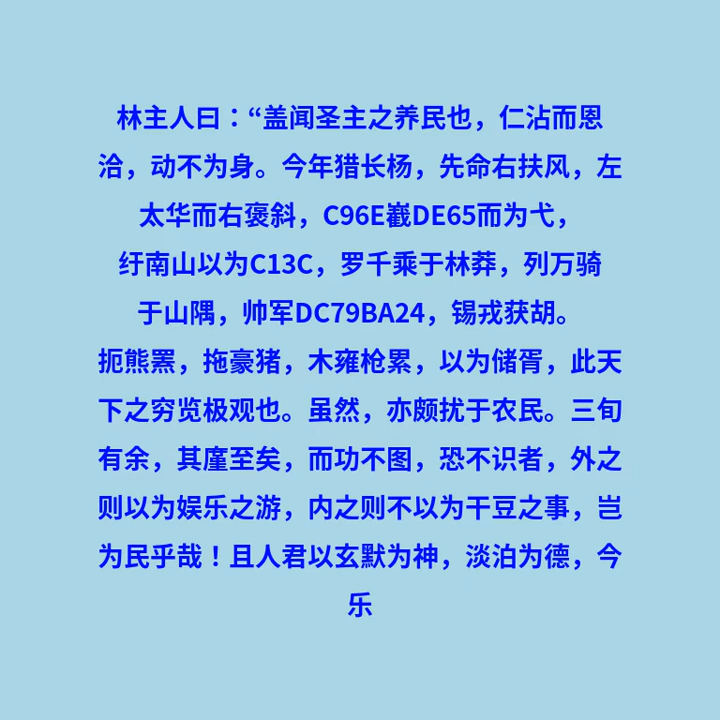 林主人曰：“盖闻圣主之养民也，仁沾而恩
洽，动不为身。今年猎长杨，先命右扶风，左
太华而右褒斜，C96E嶻DE65而为弋，
纡南山以为C13C，罗千乘于林莽，列万骑
于山隅，帅军DC79BA24，锡戎获胡。
扼熊罴，拖豪猪，木雍枪累，以为储胥，此天
下之穷览极观也。虽然，亦颇扰于农民。三旬
有余，其廑至矣，而功不图，恐不识者，外之
则以为娱乐之游，内之则不以为干豆之事，岂
为民乎哉！且人君以玄默为神，淡泊为德，今
乐